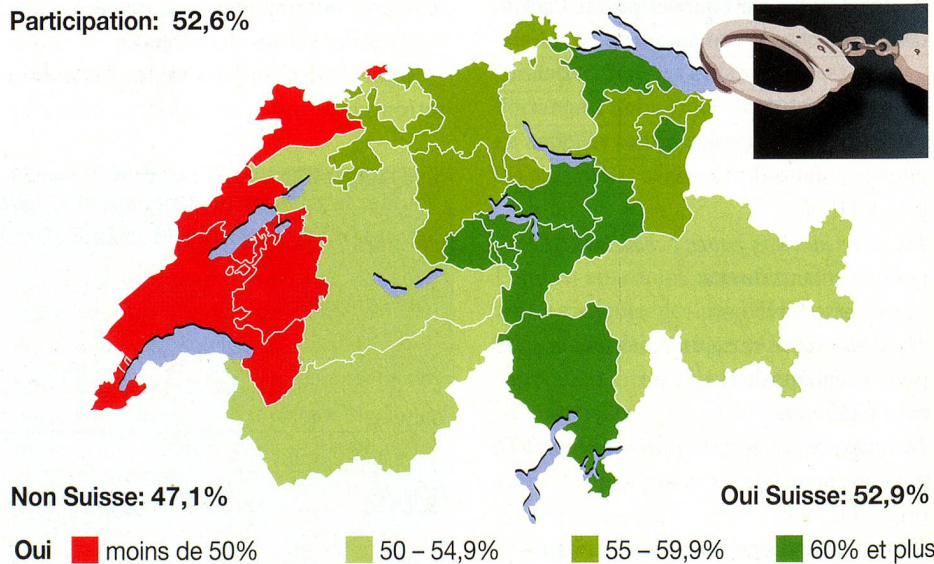 Participation: 52,6%
Non Suisse: 47,1%
Oui Suisse: 52,9%
Oui moins de 50% 50 – 54,9% 55 – 59,9% 60% et plus